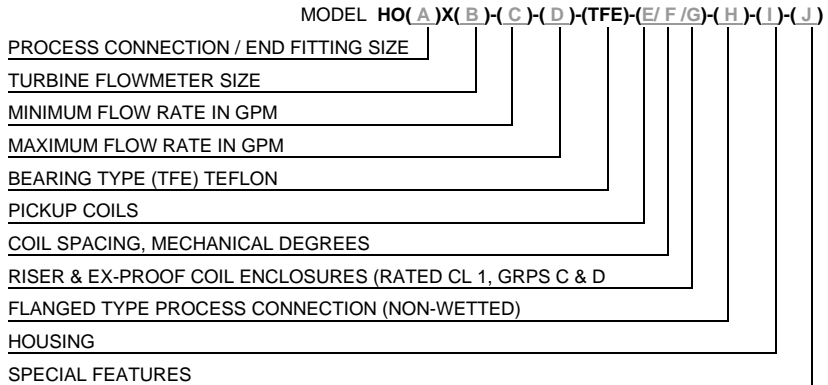 MODEL HO( A )X( B )-( C )-( D )-(TFE)-(E/ F /G)-( H )-( I )-( J )
PROCESS CONNECTION / END FITTING SIZE
TURBINE FLOWMETER SIZE
MINIMUM FLOW RATE IN GPM
MAXIMUM FLOW RATE IN GPM
BEARING TYPE (TFE) TEFLON
PICKUP COILS
COIL SPACING, MECHANICAL DEGREES
RISER & EX-PROOF COIL ENCLOSURES (RATED CL 1, GRPS C & D
FLANGED TYPE PROCESS CONNECTION (NON-WETTED)
HOUSING
SPECIAL FEATURES